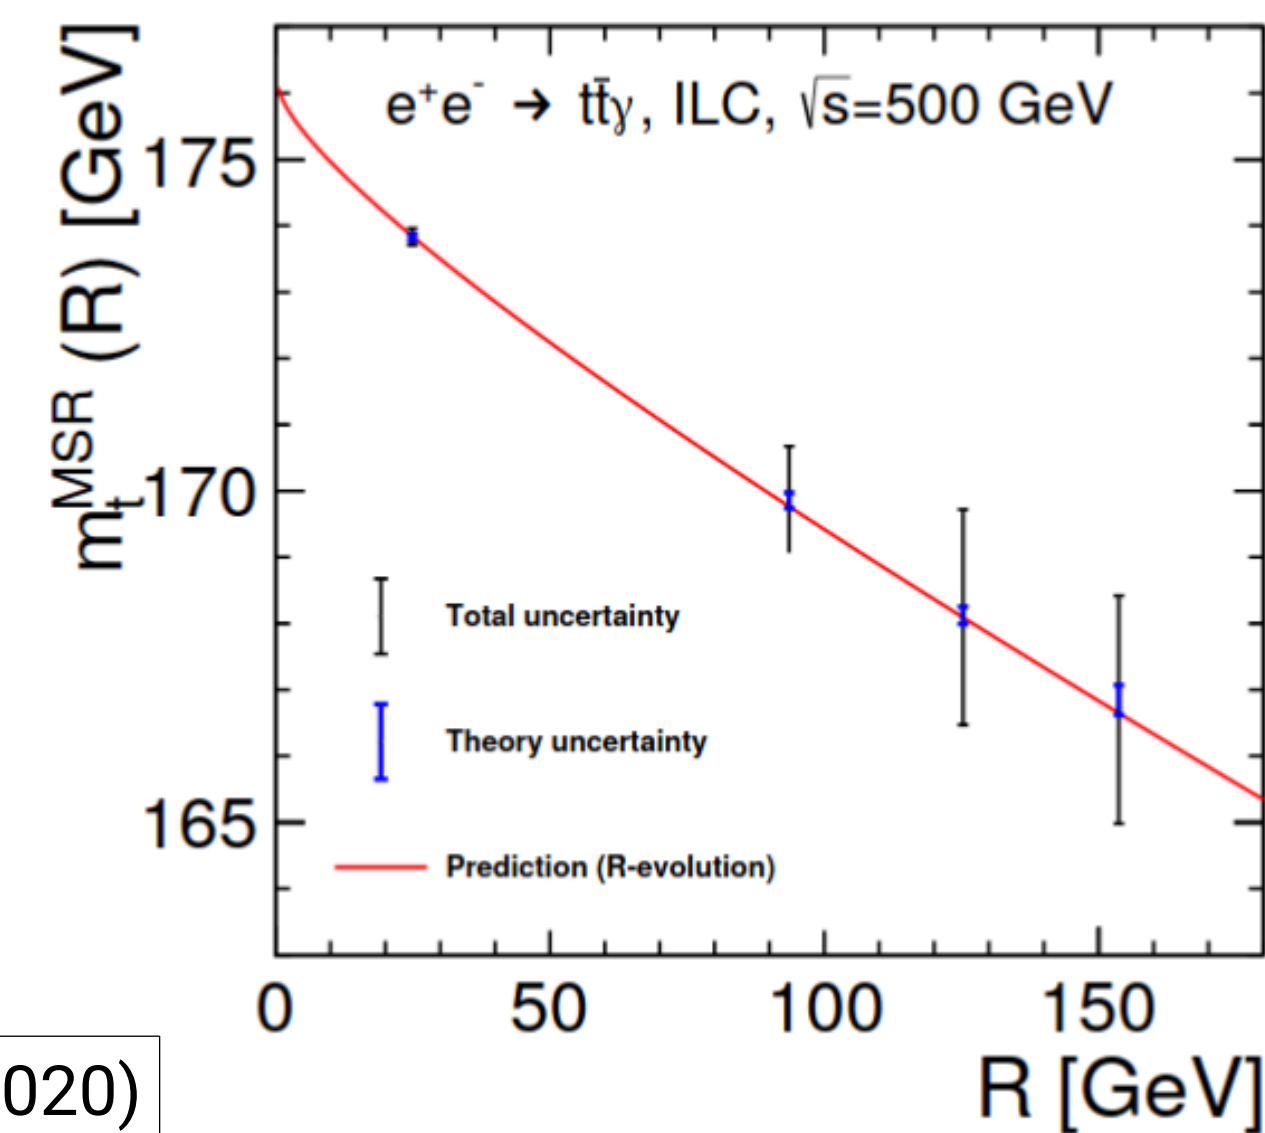 e⁺e⁻ → tt̄γ, ILC, √s=500 GeV
m_t^MSR (R) [GeV]
175
170
165
Total uncertainty
Theory uncertainty
Prediction (R-evolution)
0 50 100 150
R [GeV]
020)